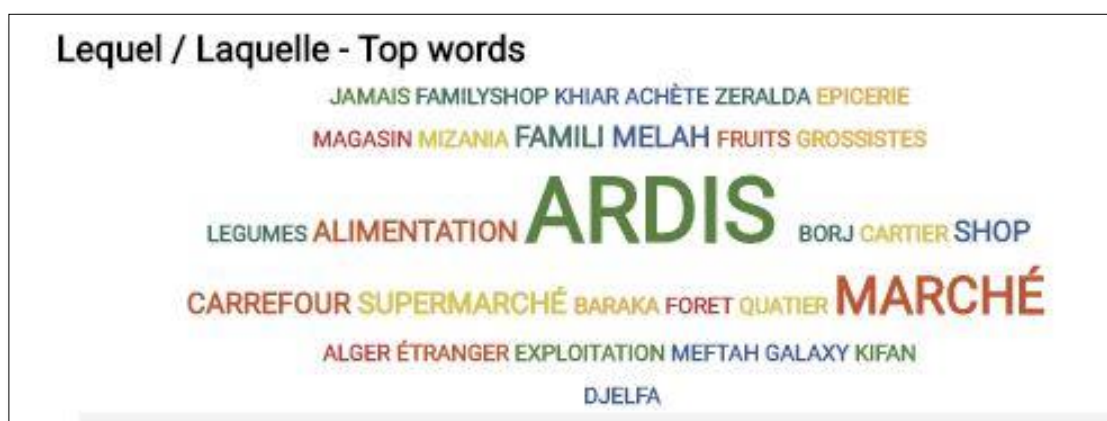 Lequel / Laquelle - Top words
JAMAIS FAMILYSHOP KHIAR ACHÈTE ZERALDA EPICERIE
MAGASIN MIZANIA FAMILI MELAH FRUITS GROSSISTES
LEGUMES ALIMENTATION ARDIS BORJ CARTIER SHOP
CARREFOUR SUPERMARCHÉ BARAKA FORET QUATIER MARCHÉ
ALGER ÉTRANGER EXPLOITATION MEFTAH GALAXY KIFAN
DJELFA